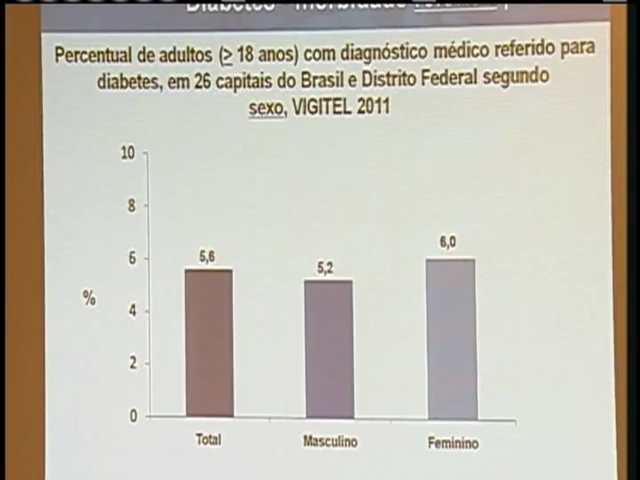 Diabetes
Percentual de adultos (≥ 18 anos) com diagnóstico médico referido para
diabetes, em 26 capitais do Brasil e Distrito Federal segundo
sexo, VIGITEL 2011
10
8
6
4
2
0
%
5,6
5,2
6,0
Total
Masculino
Feminino